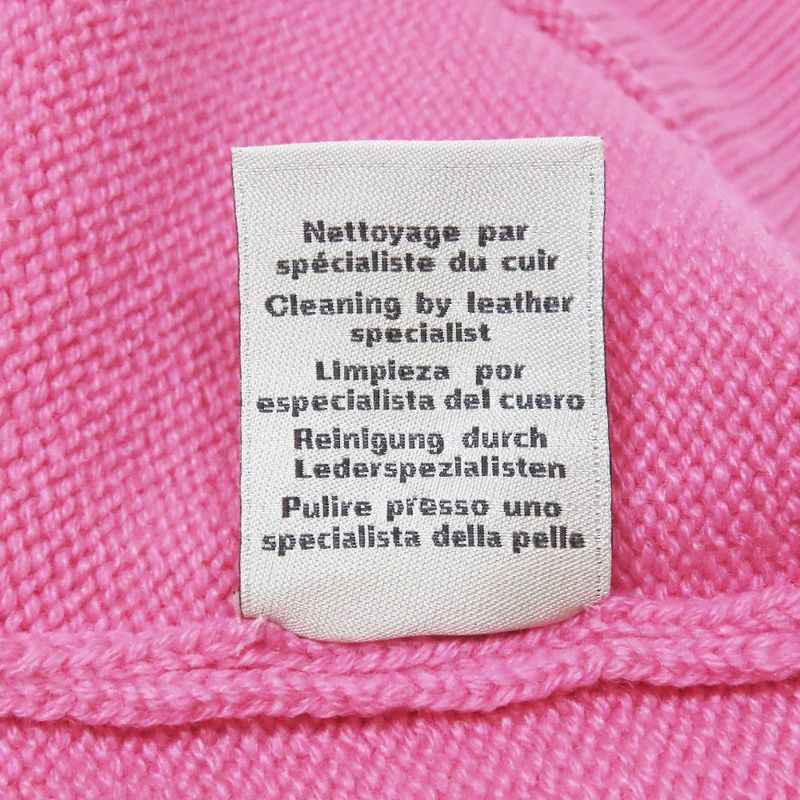 Nettoyage par
spécialiste du cuir
Cleaning by leather
specialist
Limpieza por
especialista del cuero
Reinigung durch
Lederspezialisten
Pulire presso uno
specialista della pelle